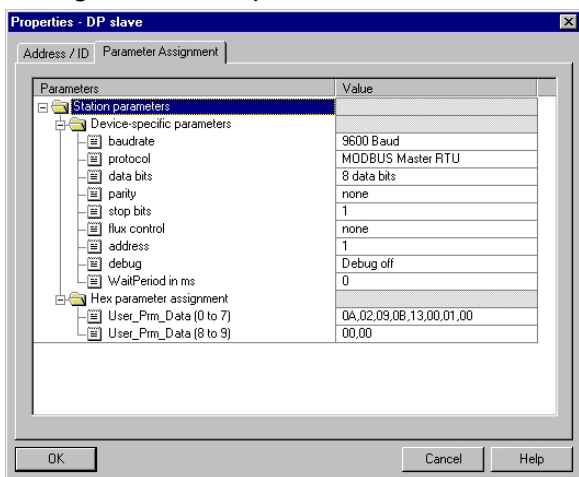 Properties - DP slave
Address / ID Parameter Assignment
Parameters Value
Station parameters
Device-specific parameters
baudrate 9600 Baud
protocol MODBUS Master RTU
data bits 8 data bits
parity none
stop bits 1
flux control none
address 1
debug Debug off
WaitPeriod in ms 0
Hex parameter assignment
User_Prm_Data (0 to 7) 0A,02,09,0B,13,00,01,00
User_Prm_Data (8 to 9) 00,00
OK Cancel Help